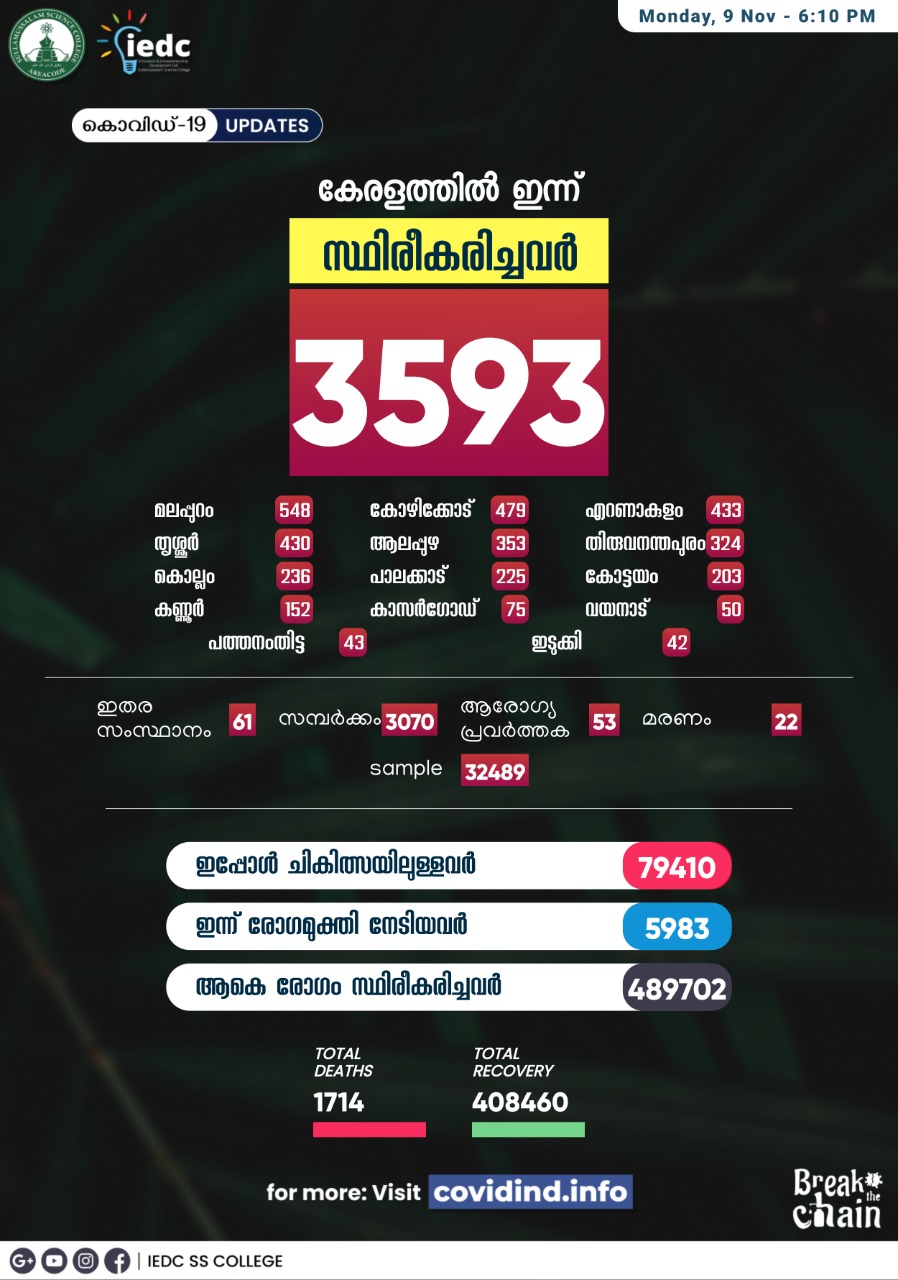 Monday, 9 Nov - 6:10 PM
SULLAMUSSALAM SCIENCE COLLEGE
AREACODE
iedc
കൊവിഡ്-19 UPDATES
കേരളത്തിൽ ഇന്ന്
സ്ഥിരീകരിച്ചവർ
3593
മലപ്പുറം 548 കോഴിക്കോട് 479 എറണാകുളം 433
തൃശ്ശൂർ 430 ആലപ്പുഴ 353 തിരുവനന്തപുരം 324
കൊല്ലം 236 പാലക്കാട് 225 കോട്ടയം 203
കണ്ണൂർ 152 കാസർഗോഡ് 75 വയനാട് 50
പത്തനംതിട്ട 43 ഇടുക്കി 42
ഇതര
സംസ്ഥാനം 61 സമ്പർക്കം 3070 ആരോഗ്യ
പ്രവർത്തക 53 മരണം 22
sample 32489
ഇപ്പോൾ ചികിത്സയിലുള്ളവർ 79410
ഇന്ന് രോഗമുക്തി നേടിയവർ 5983
ആകെ രോഗം സ്ഥിരീകരിച്ചവർ 489702
TOTAL
DEATHS
1714
TOTAL
RECOVERY
408460
for more: Visit covidind.info
Break
the
chain
G+ f | IEDC SS COLLEGE